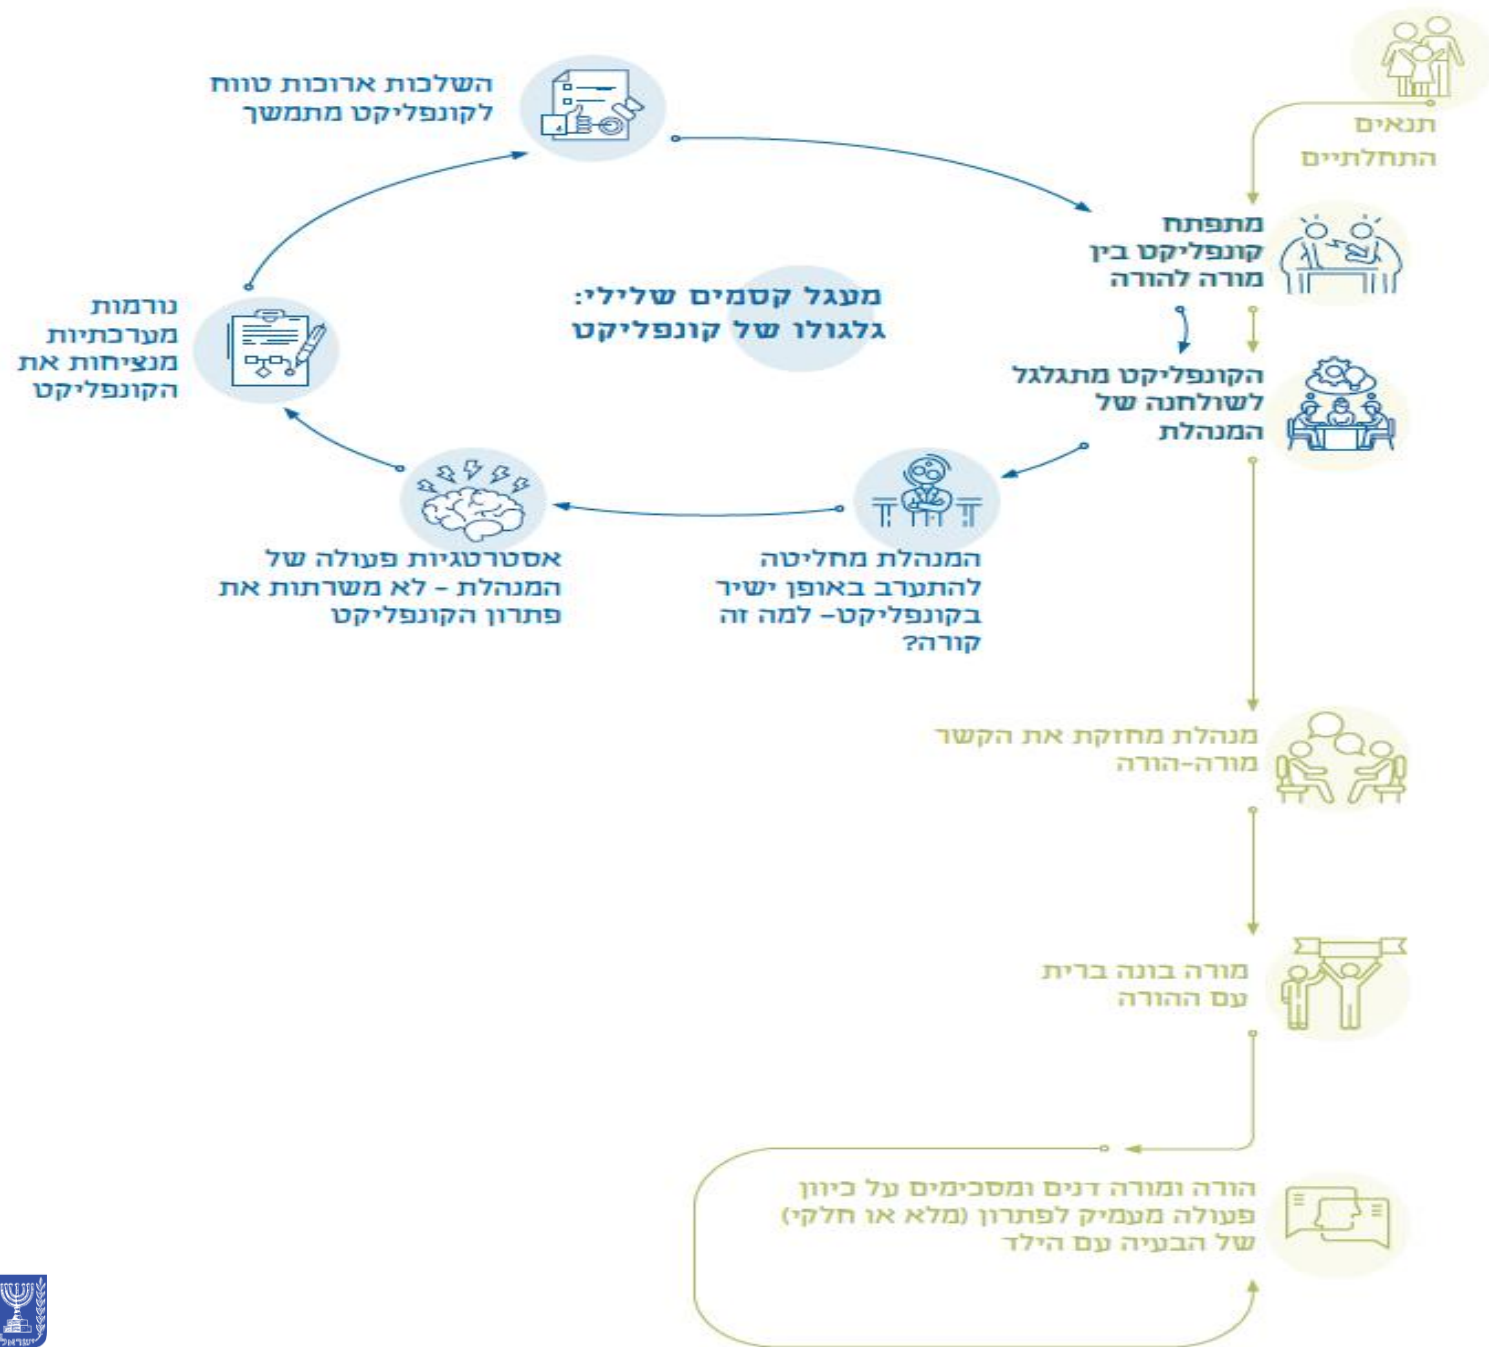 תנאים
התחלתיים
מתפתח
קונפליקט בין
מורה להורה
הקונפליקט מתגלגל
לשולחנה של
המנהלת
מעגל קסמים שלילי:
גלגולו של קונפליקט
המנהלת מחליטה
להתערב באופן ישיר
בקונפליקט– למה זה
קורה?
אסטרטגיות פעולה של
המנהלת – לא משרתות את
פתרון הקונפליקט
נורמות
מערכתיות
מנציחות את
הקונפליקט
השלכות ארוכות טווח
לקונפליקט מתמשך
מנהלת מחזקת את הקשר
מורה-הורה
מורה בונה ברית
עם ההורה
הורה ומורה דנים ומסכימים על כיוון
פעולה מעמיק לפתרון (מלא או חלקי)
של הבעיה עם הילד
ישראל